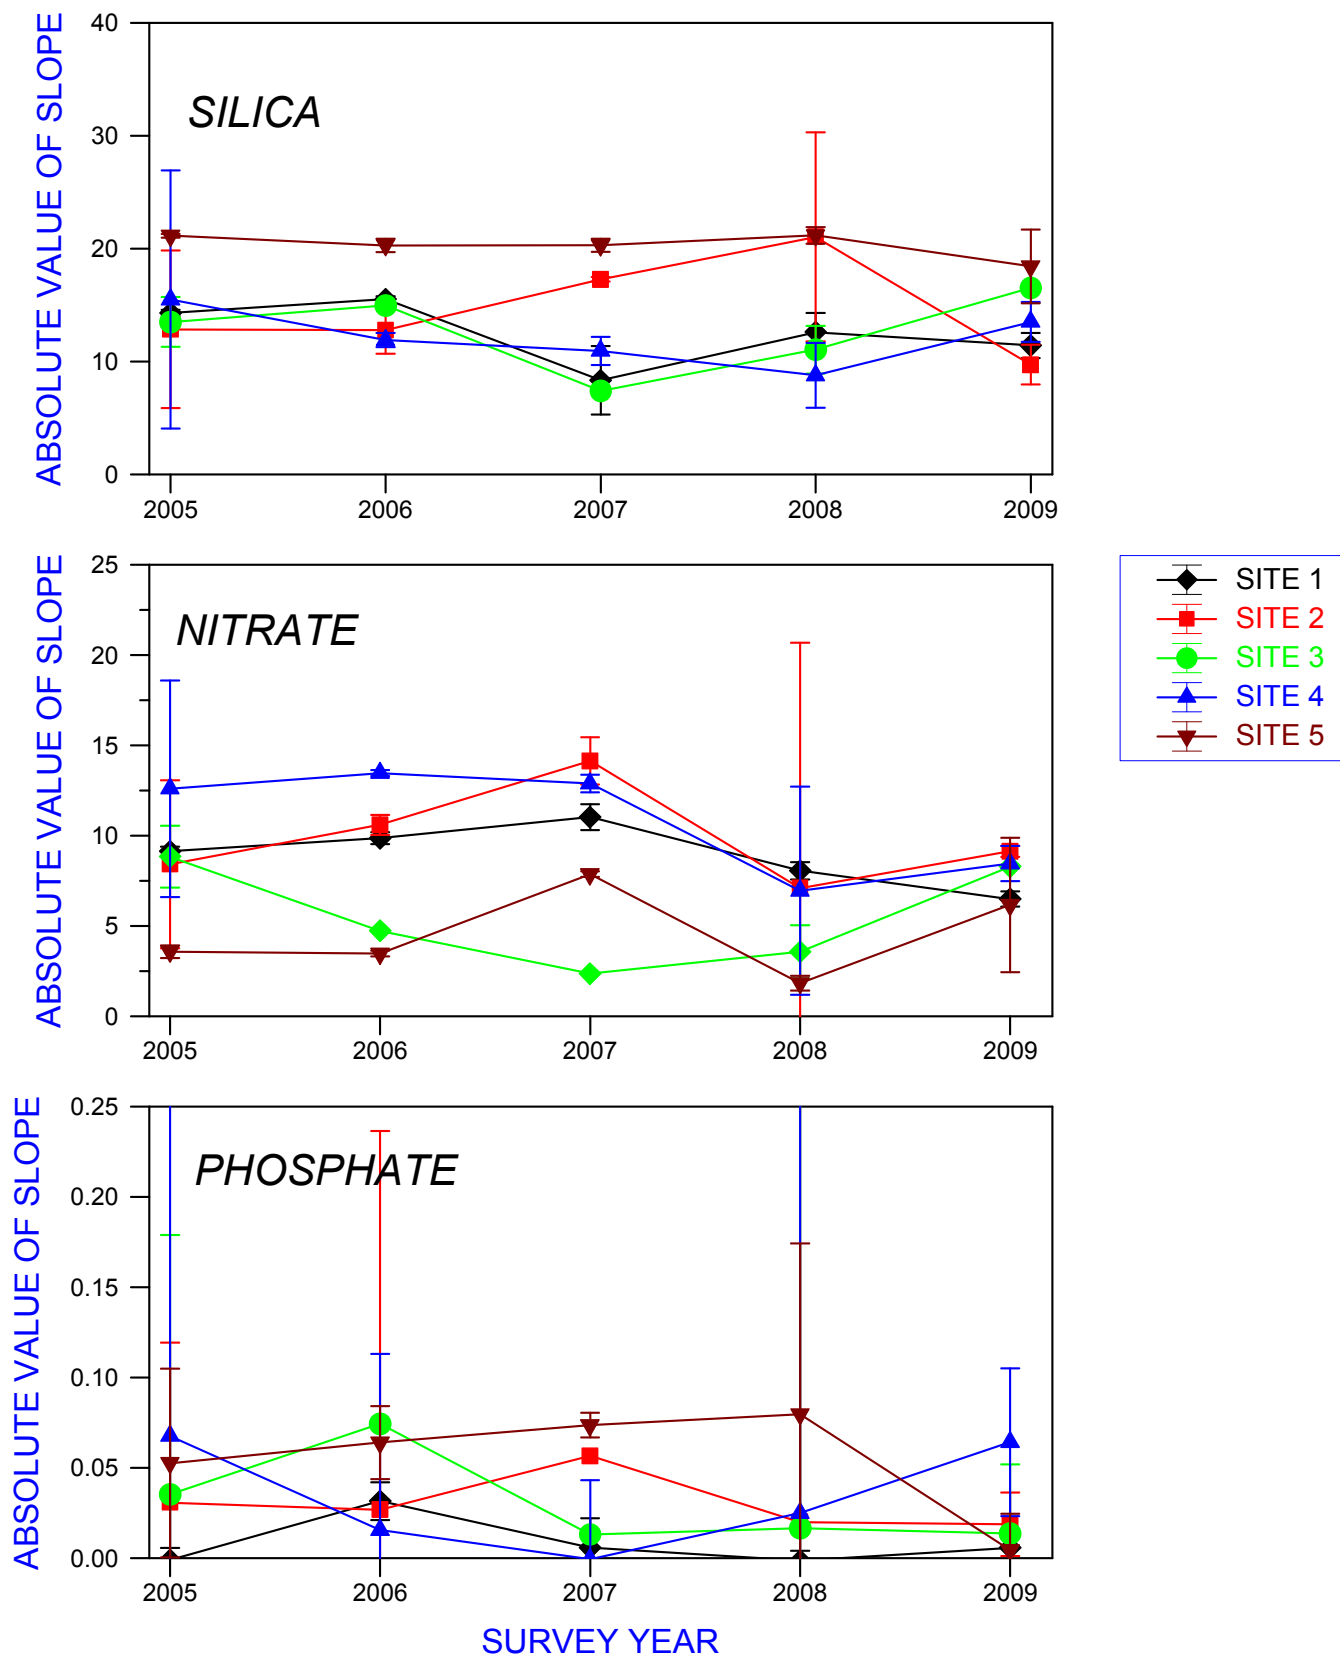 ABSOLUTE VALUE OF SLOPE
40
30
20
10
0
SILICA
2005 2006 2007 2008 2009
ABSOLUTE VALUE OF SLOPE
25
20
15
10
5
0
NITRATE
2005 2006 2007 2008 2009
SITE 1
SITE 2
SITE 3
SITE 4
SITE 5
ABSOLUTE VALUE OF SLOPE
0.25
0.20
0.15
0.10
0.05
0.00
PHOSPHATE
2005 2006 2007 2008 2009
SURVEY YEAR